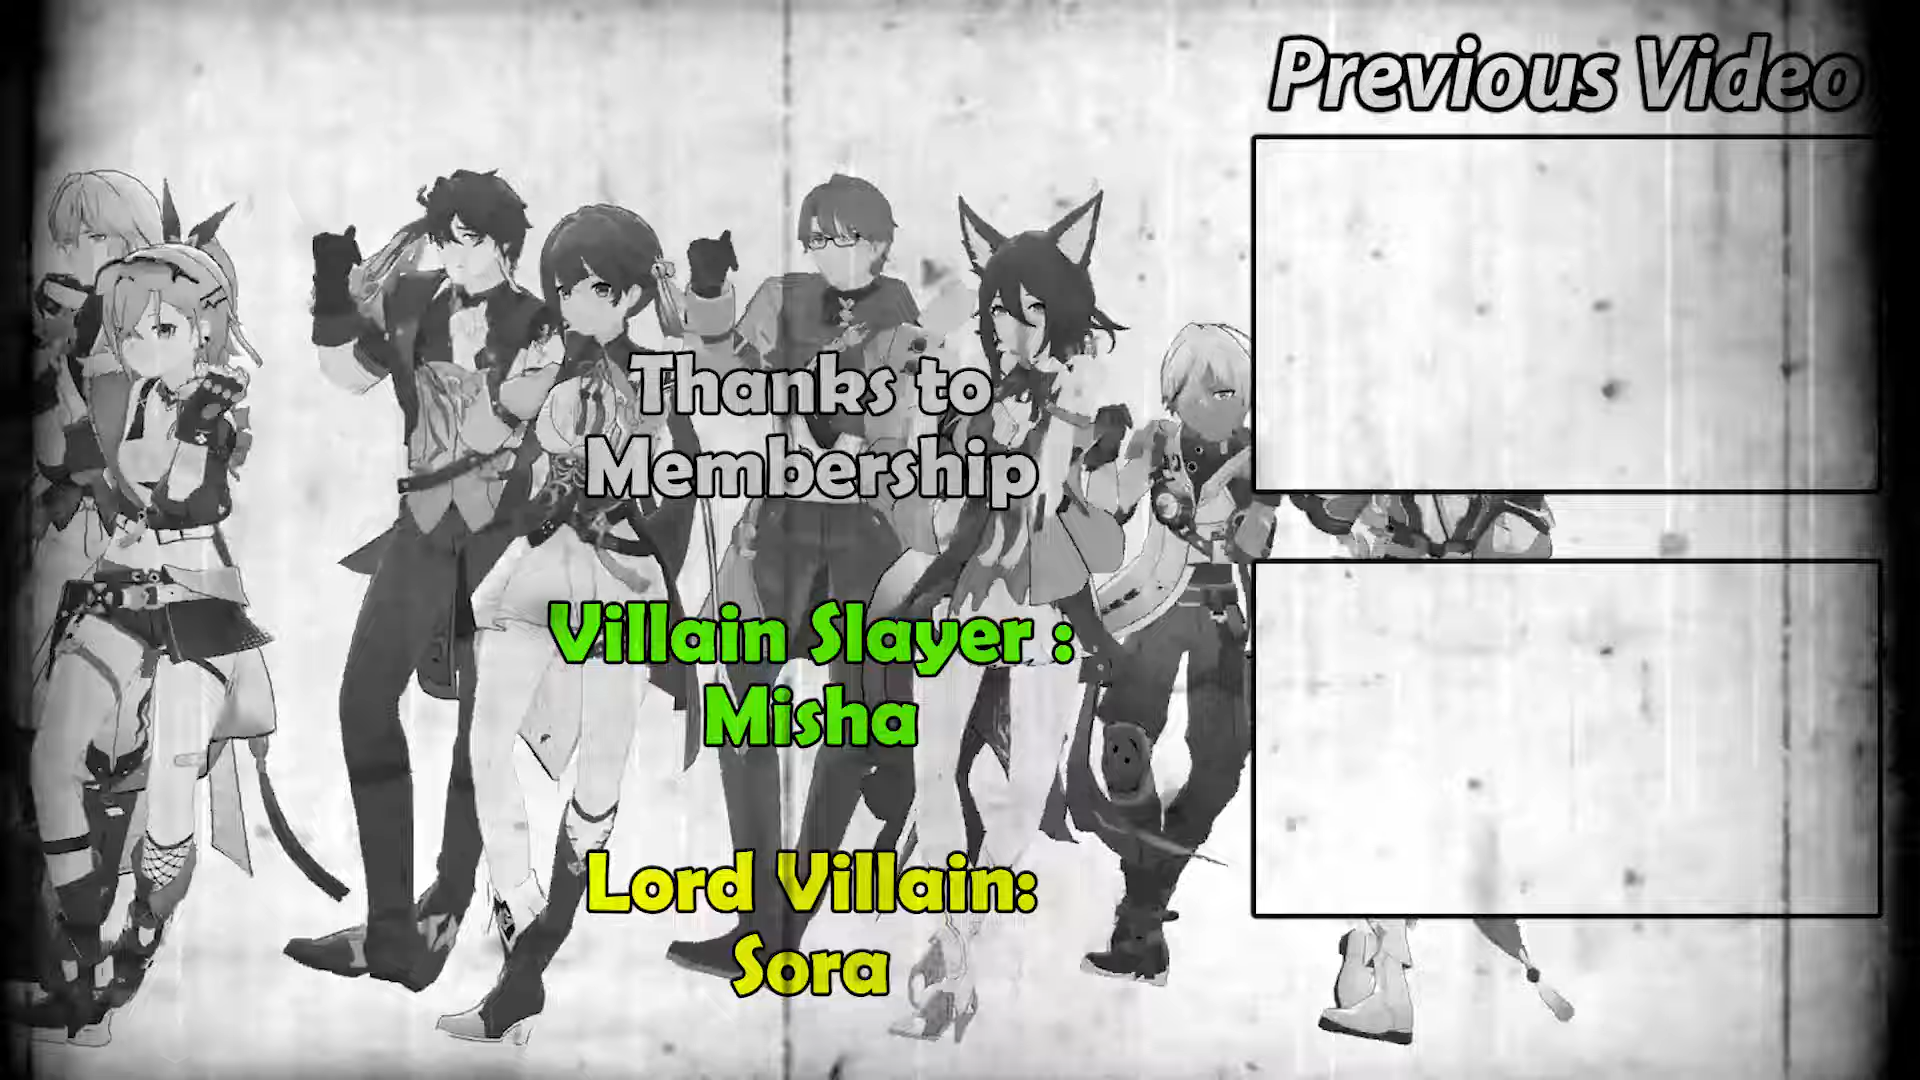 Previous Video
Thanks to
Membership
Villain Slayer :
Misha
Lord Villain:
Sora